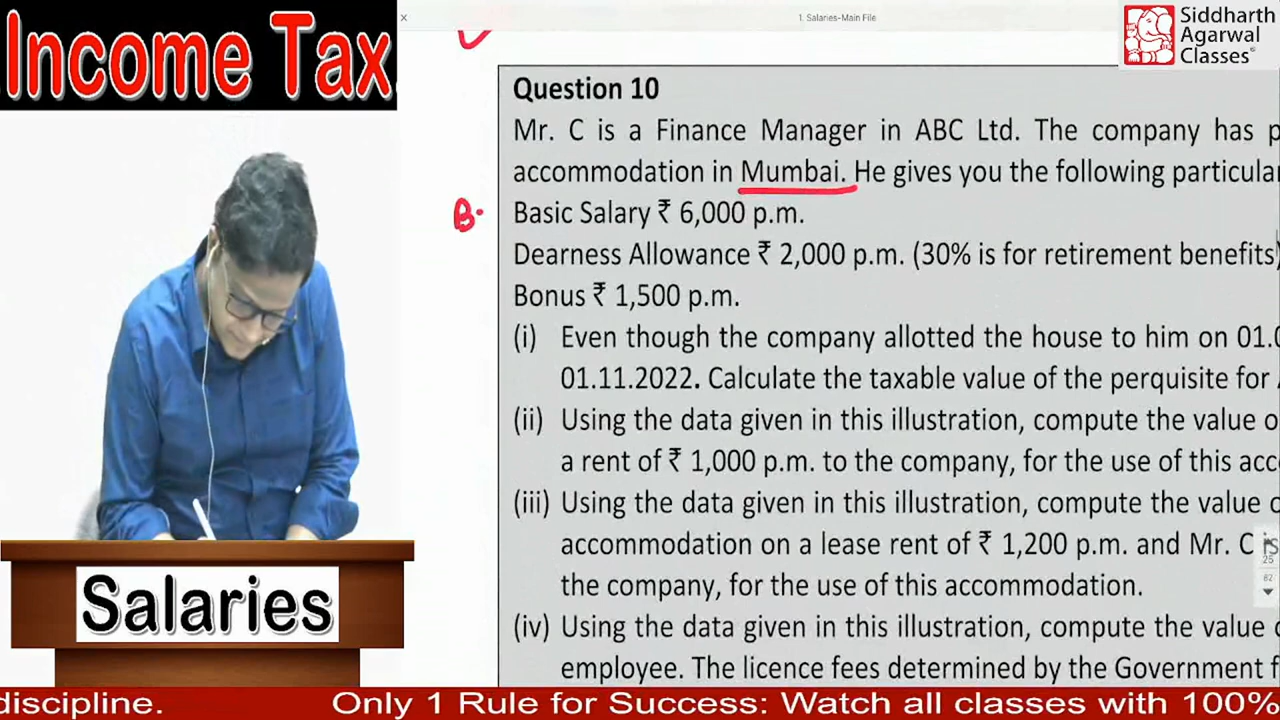 Income Tax
1. Salaries-Main File
Siddharth
Agarwal
Classes
Question 10
Mr. C is a Finance Manager in ABC Ltd. The company has
accommodation in Mumbai. He gives you the following
B.
Basic Salary ₹ 6,000 p.m.
Dearness Allowance ₹ 2,000 p.m. (30% is for retirement benefits)
Bonus ₹ 1,500 p.m.
(i) Even though the company allotted the house to him on
01.11.2022. Calculate the taxable value of the perquisite for
(ii) Using the data given in this illustration, compute the value
a rent of ₹ 1,000 p.m. to the company, for the use of this
(iii) Using the data given in this illustration, compute the value
accommodation on a lease rent of ₹ 1,200 p.m. and Mr. C is
the company, for the use of this accommodation.
(iv) Using the data given in this illustration, compute the value
employee. The licence fees determined by the Government
25
62
Salaries
discipline. Only 1 Rule for Success: Watch all classes with 100%